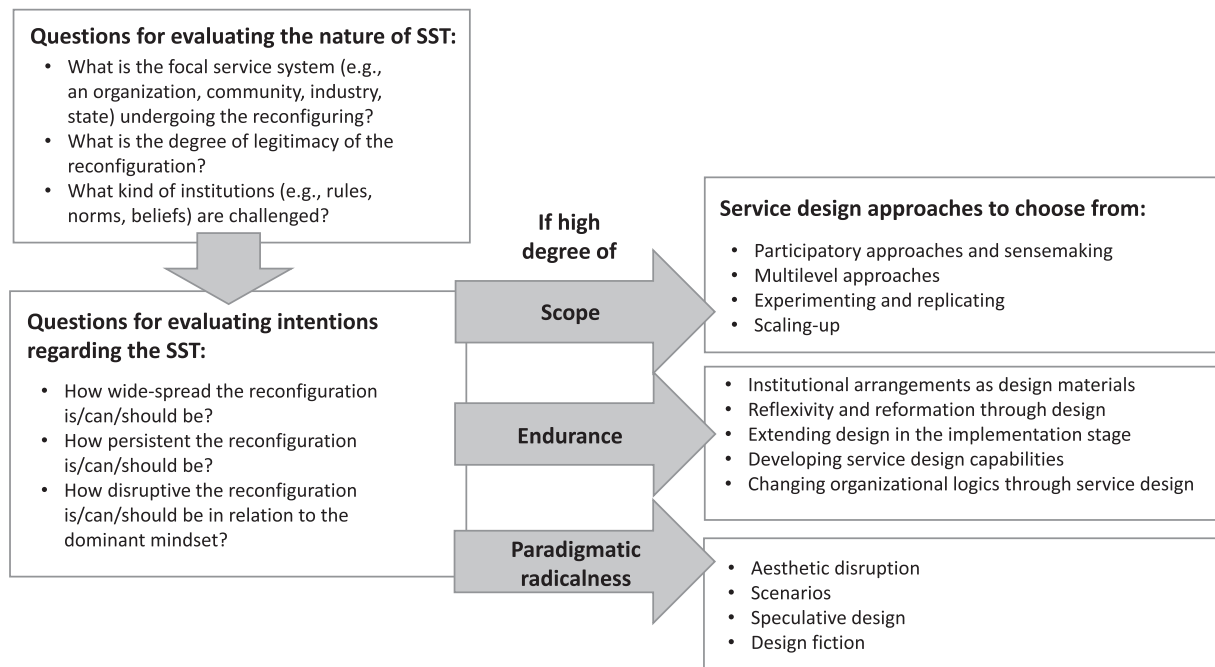 Questions for evaluating the nature of SST:
• What is the focal service system (e.g.,
an organization, community, industry,
state) undergoing the reconfiguring?
• What is the degree of legitimacy of the
reconfiguration?
• What kind of institutions (e.g., rules,
norms, beliefs) are challenged?
Questions for evaluating intentions
regarding the SST:
• How wide-spread the reconfiguration
is/can/should be?
• How persistent the reconfiguration
is/can/should be?
• How disruptive the reconfiguration
is/can/should be in relation to the
dominant mindset?
If high
degree of
Scope
Endurance
Paradigmatic
radicalness
Service design approaches to choose from:
• Participatory approaches and sensemaking
• Multilevel approaches
• Experimenting and replicating
• Scaling-up
• Institutional arrangements as design materials
• Reflexivity and reformation through design
• Extending design in the implementation stage
• Developing service design capabilities
• Changing organizational logics through service design
• Aesthetic disruption
• Scenarios
• Speculative design
• Design fiction